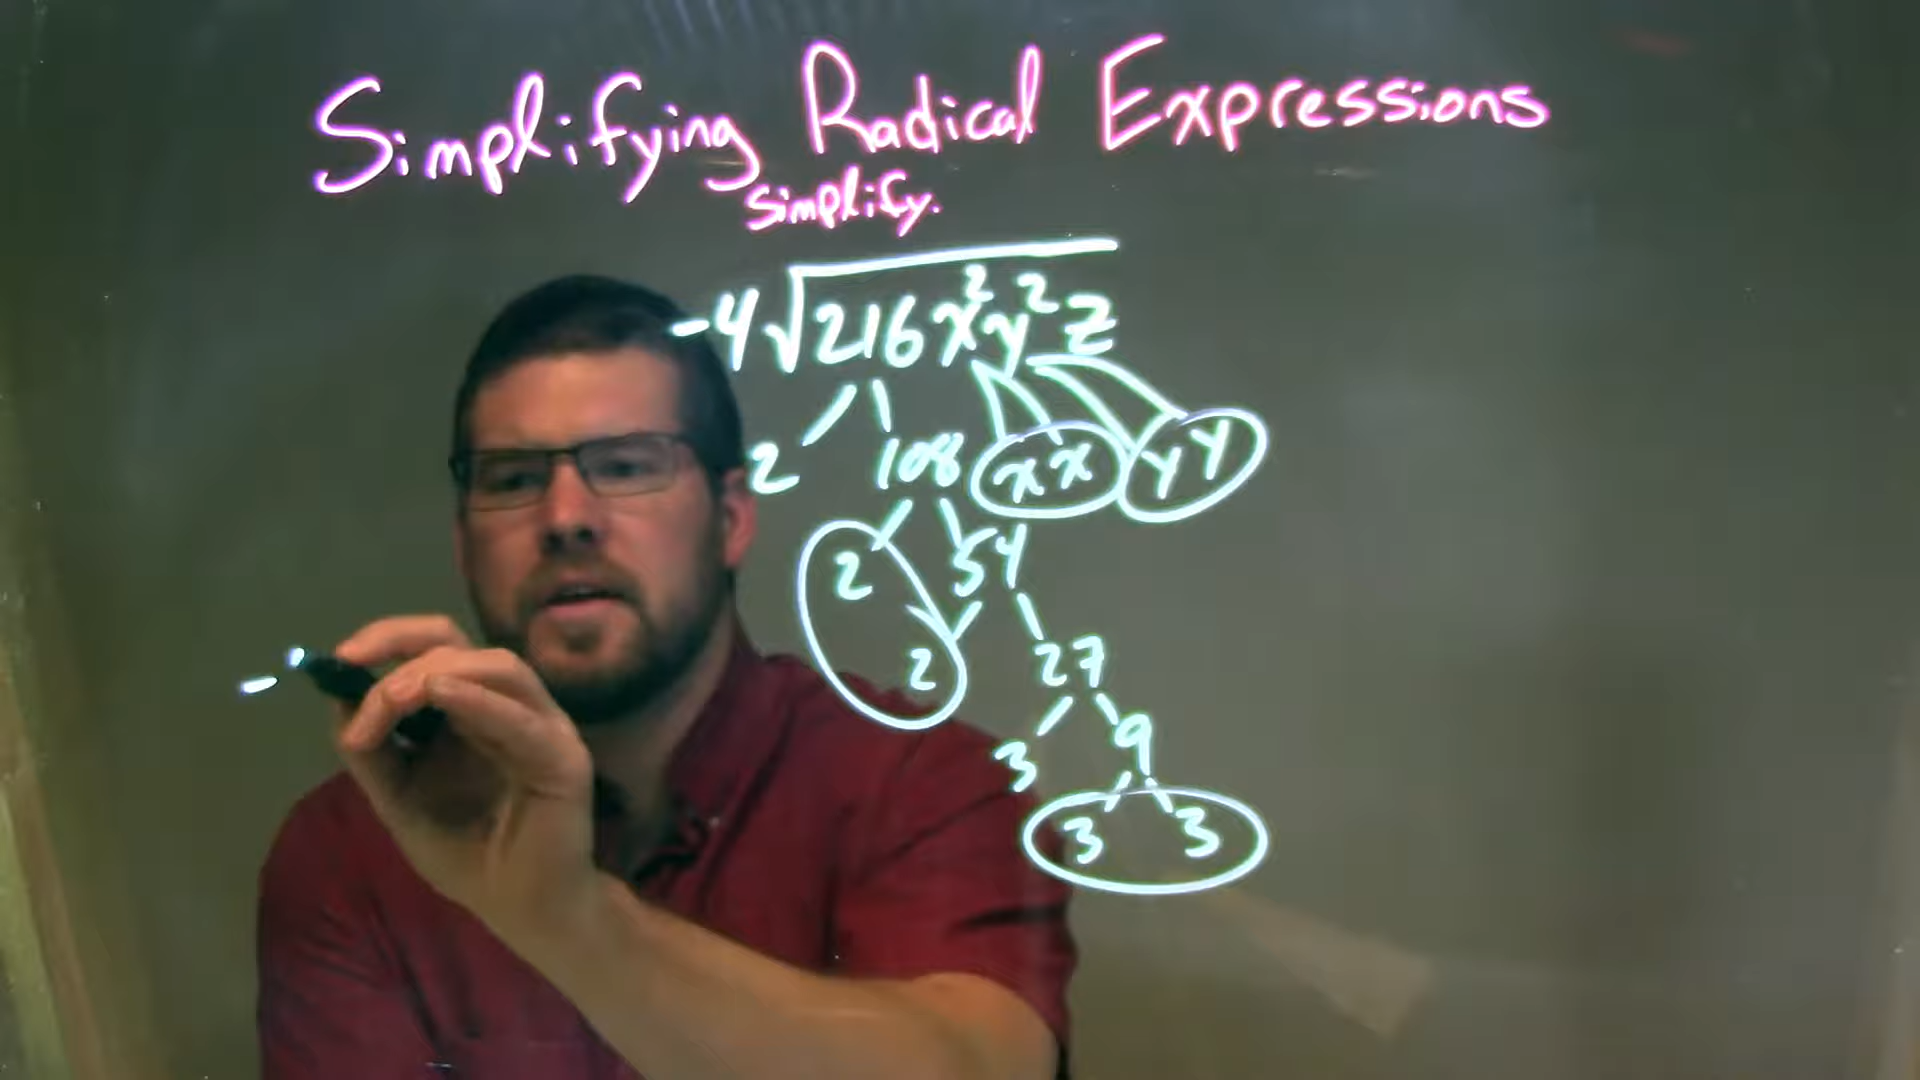 Simplifying Radical Expressions
simplify.
-4√216x²y²z
2 108 xx yy
2 54
2 27
3 9
3 3
-